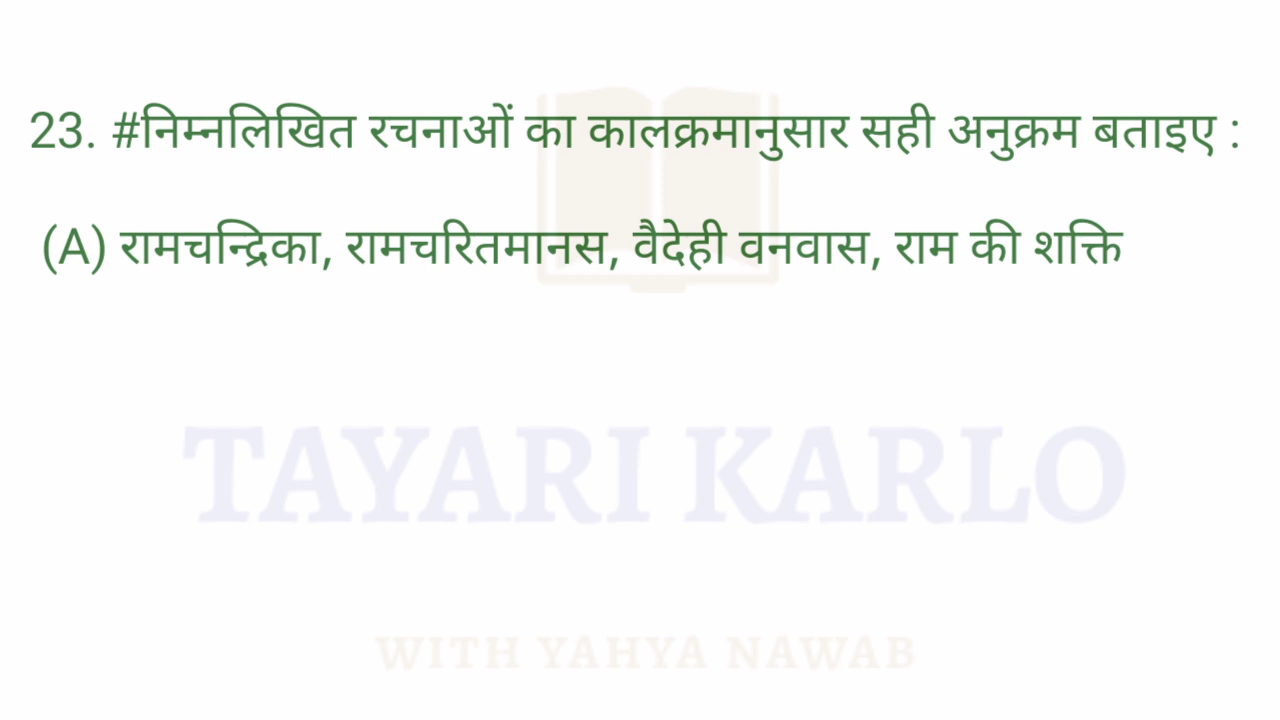 23. #निम्नलिखित रचनाओं का कालक्रमानुसार सही अनुक्रम बताइए :
(A) रामचन्द्रिका, रामचरितमानस, वैदेही वनवास, राम की शक्ति
TAYARI KARLO
WITH YAHYA NAWAB